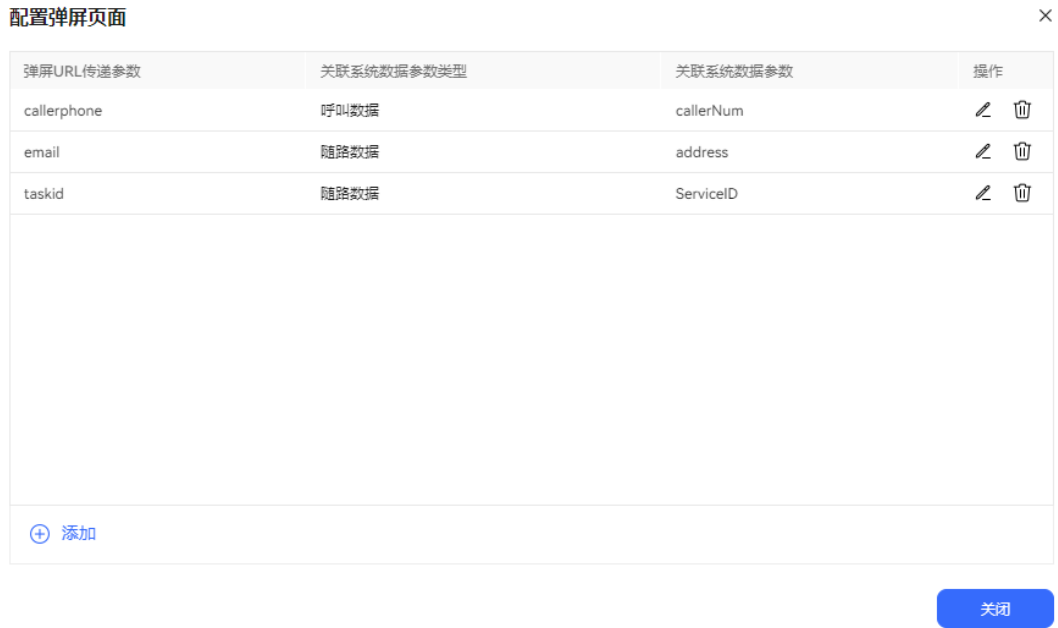 配置弹屏页面
弹屏URL传递参数 关联系统数据参数类型 关联系统数据参数 操作
callerphone 呼叫数据 callerNum
email 随路数据 address
taskid 随路数据 ServiceID
添加
关闭